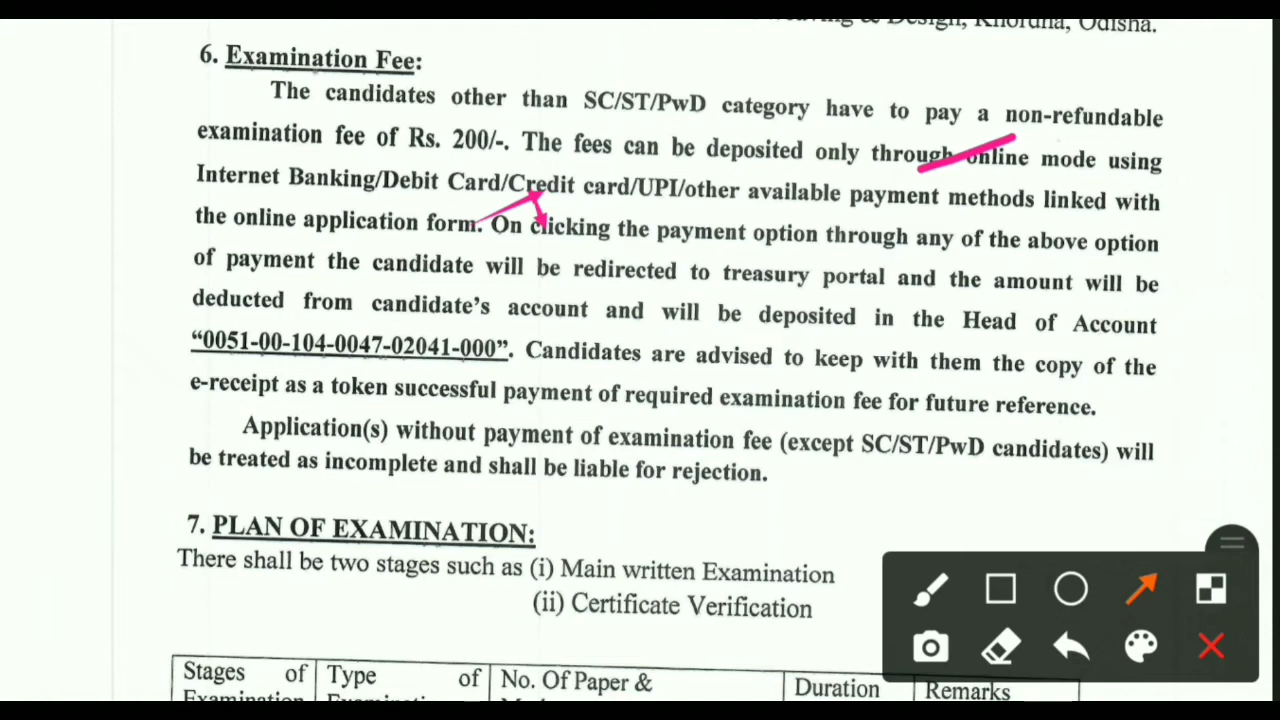 Weaving & Design, Khordha, Odisha.
6. Examination Fee:
The candidates other than SC/ST/PwD category have to pay a non-refundable
examination fee of Rs. 200/-. The fees can be deposited only through online mode using
Internet Banking/Debit Card/Credit card/UPI/other available payment methods linked with
the online application form. On clicking the payment option through any of the above option
of payment the candidate will be redirected to treasury portal and the amount will be
deducted from candidate's account and will be deposited in the Head of Account
“0051-00-104-0047-02041-000”. Candidates are advised to keep with them the copy of the
e-receipt as a token successful payment of required examination fee for future reference.
Application(s) without payment of examination fee (except SC/ST/PwD candidates) will
be treated as incomplete and shall be liable for rejection.
7. PLAN OF EXAMINATION:
There shall be two stages such as (i) Main written Examination
(ii) Certificate Verification
Stages of Type of No. Of Paper & Duration Remarks
Examination